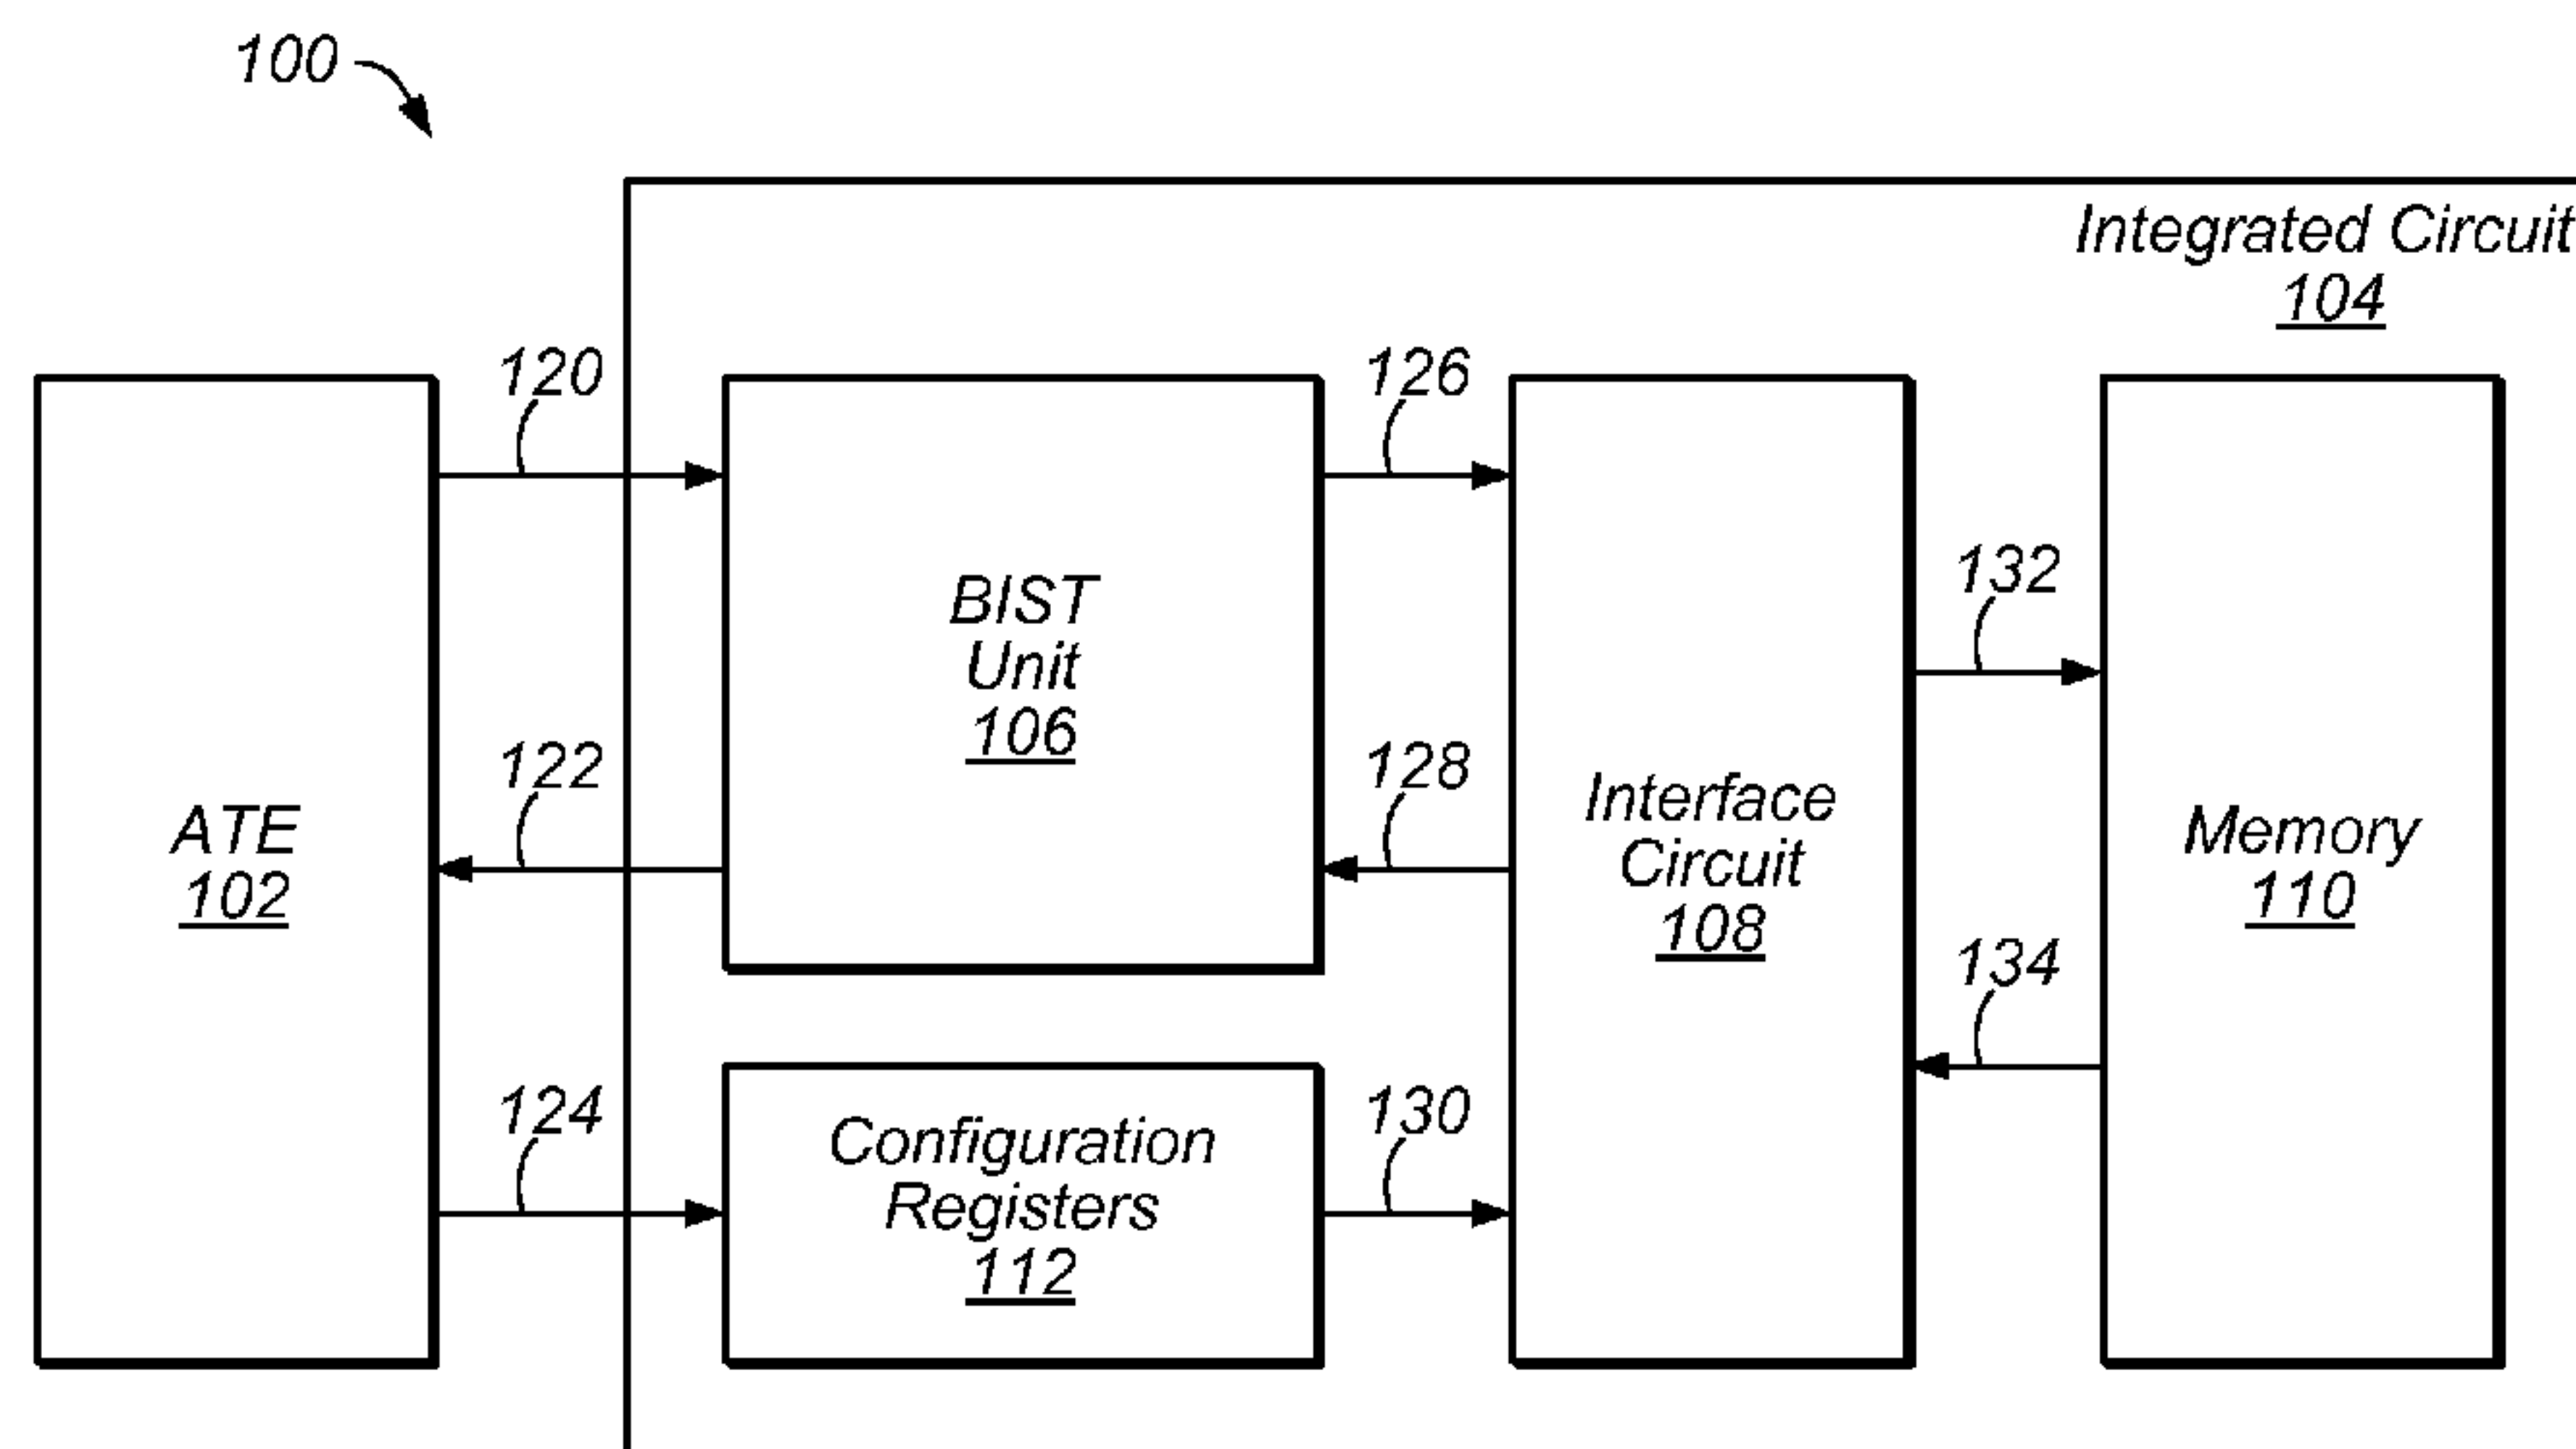 100
Integrated Circuit
104
120
126
132
BIST
Unit
106
122
128
ATE
102
Interface
Circuit
108
Memory
110
134
124
130
Configuration
Registers
112